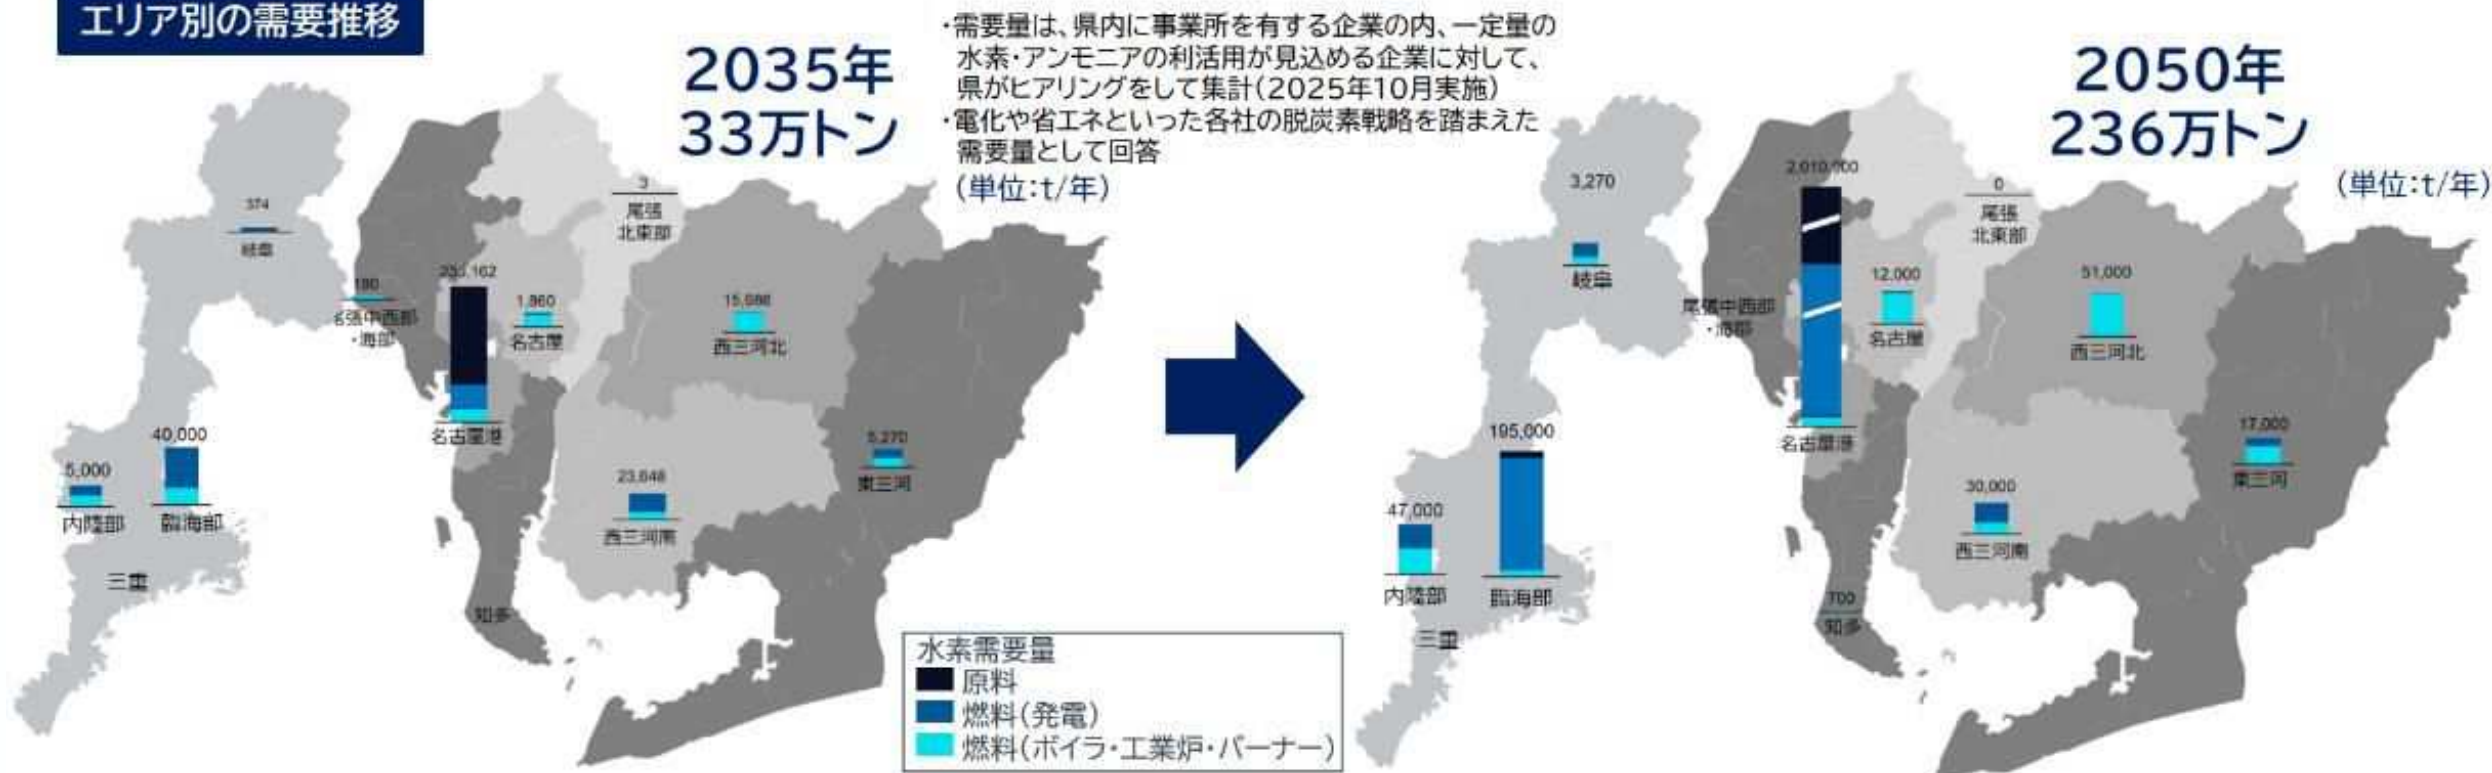 エリア別の需要推移
2035年
33万トン
・需要量は、県内に事業所を有する企業の内、一定量の
水素・アンモニアの利活用が見込める企業に対して、
県がヒアリングをして集計(2025年10月実施)
・電化や省エネといった各社の脱炭素戦略を踏まえた
需要量として回答
(単位:t/年)
2050年
236万トン
(単位:t/年)
374
岐阜
3
尾張
北東部
180
名張中西部
・海部
名古屋港
1,860
名古屋
西三河北
40,000
5,000
内陸部
臨海部
三重
23,648
西三河南
5,270
東三河
知多
3,270
岐阜
0
尾張
北東部
2,010,000
尾張中西部
・海部
名古屋港
12,000
名古屋
51,000
西三河北
195,000
47,000
内陸部
臨海部
三重
30,000
西三河南
17,000
東三河
700
知多
水素需要量
原料
燃料(発電)
燃料(ボイラ・工業炉・バーナー)